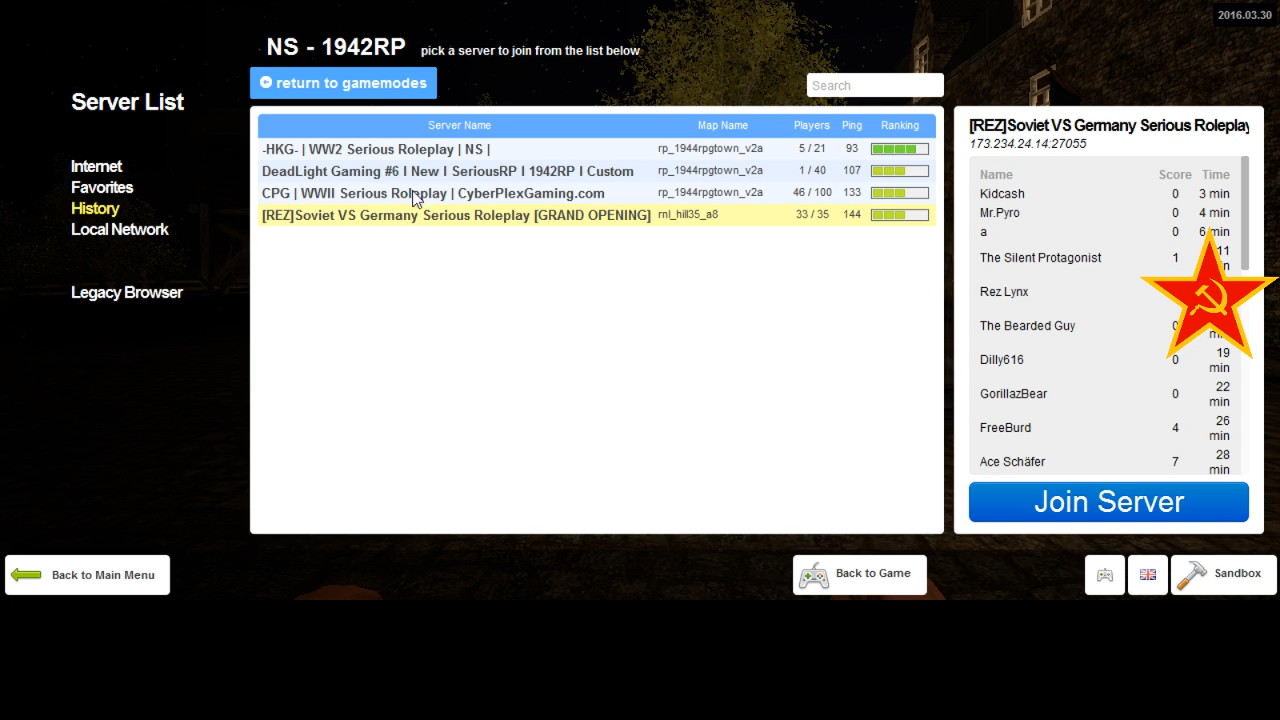 2016.03.30
NS - 1942RP pick a server to join from the list below
return to gamemodes
Search
Server List
Internet
Favorites
History
Local Network
Legacy Browser
Server Name Map Name Players Ping Ranking
-HKG- | WW2 Serious Roleplay | NS | rp_1944rpgtown_v2a 5 / 21 93
DeadLight Gaming #6 I New I SeriousRP I 1942RP I Custom rp_1944rpgtown_v2a 1 / 40 107
CPG | WWII Serious Roleplay | CyberPlexGaming.com rp_1944rpgtown_v2a 46 / 100 133
[REZ]Soviet VS Germany Serious Roleplay [GRAND OPENING] rnl_hill35_a8 33 / 35 144
[REZ]Soviet VS Germany Serious Roleplay
173.234.24.14:27055
Name Score Time
Kidcash 0 3 min
Mr.Pyro 0 4 min
a 0 6 min
The Silent Protagonist 1 11
Rez Lynx
The Bearded Guy 0
Dilly616 0 19
min
GorillazBear 0 22
min
FreeBurd 4 26
min
Ace Schäfer 7 28
min
Join Server
Back to Main Menu
Back to Game
Sandbox